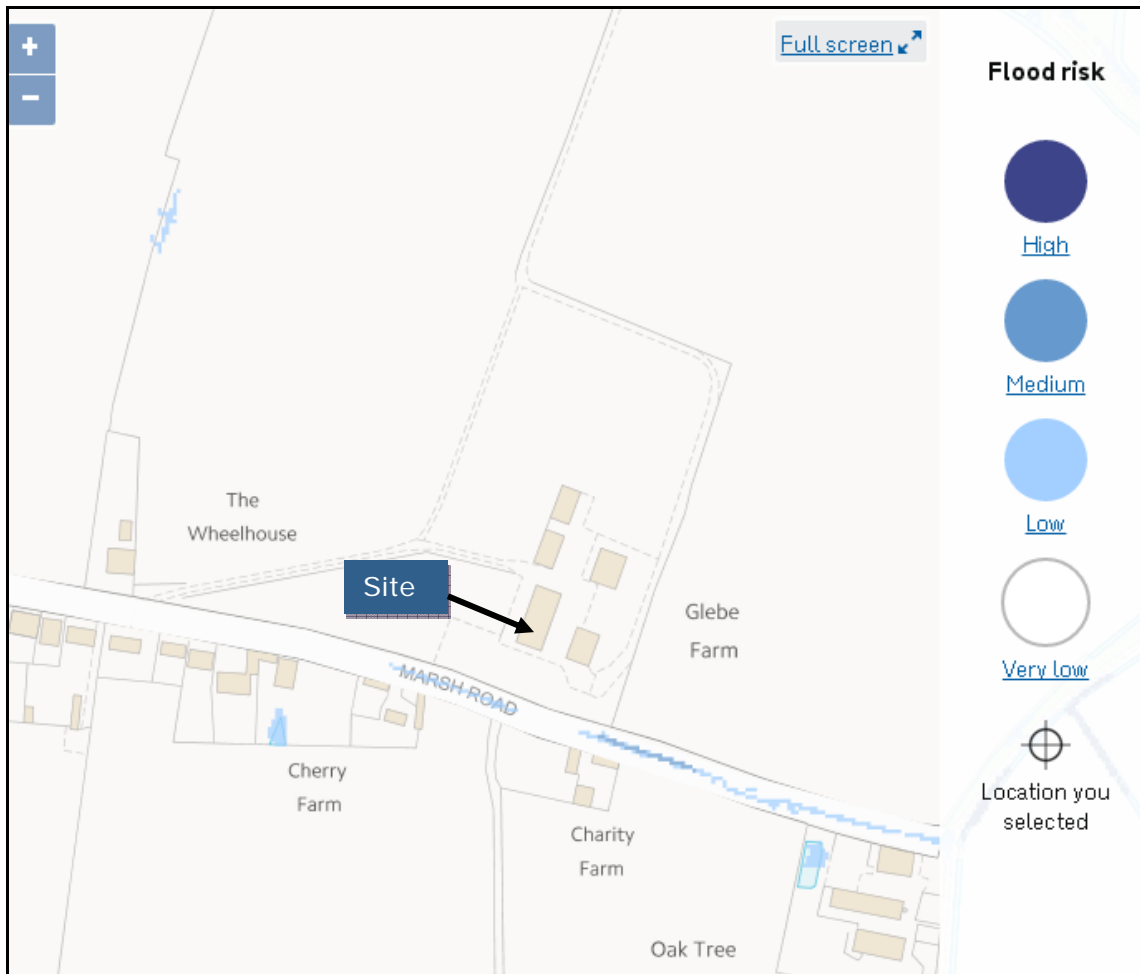 +
−
Full screen
Flood risk
High
Medium
Low
Very low
Location you
selected
The
Wheelhouse
Site
Glebe
Farm
MARSH ROAD
Cherry
Farm
Charity
Farm
Oak Tree